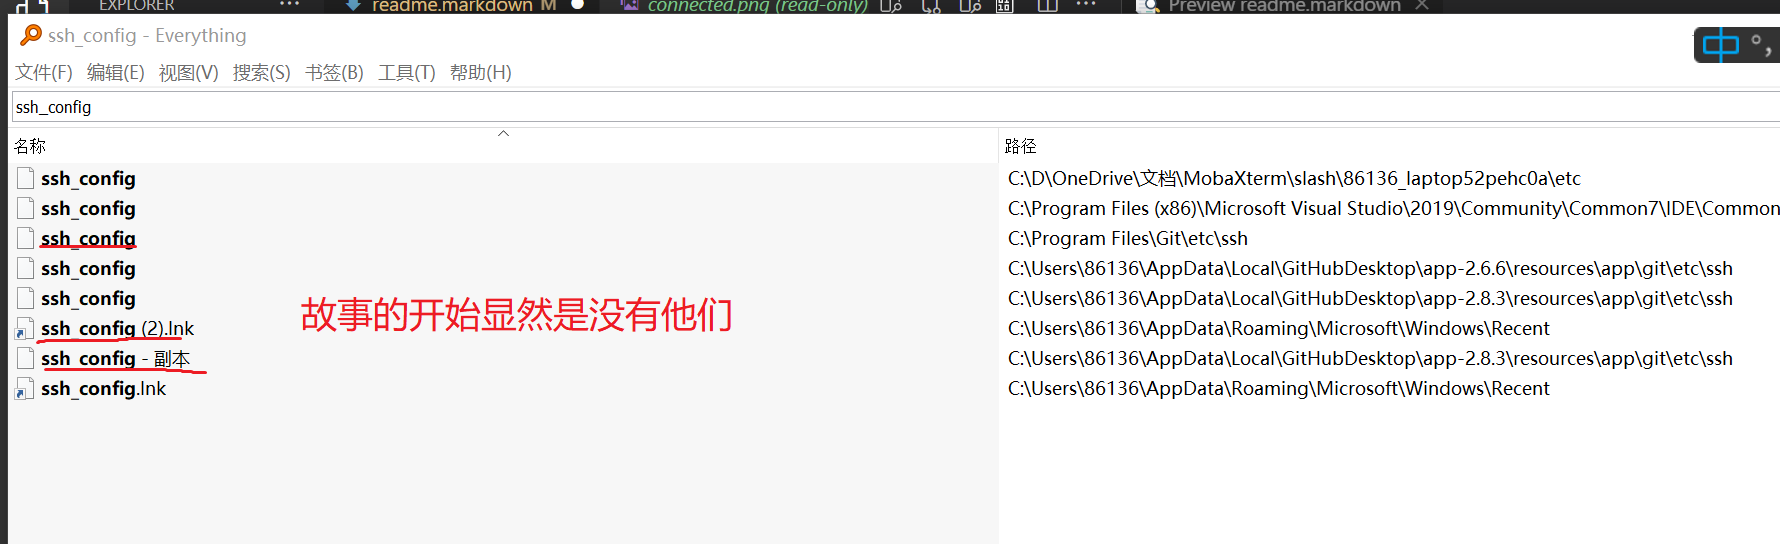 EXPLORER ... readme.markdown M connected.png (read-only) ... Preview readme.markdown
ssh_config - Everything
中 °,
文件(F) 编辑(E) 视图(V) 搜索(S) 书签(B) 工具(T) 帮助(H)
ssh_config
名称 路径
ssh_config C:\D\OneDrive\文档\MobaXterm\slash\86136_laptop52pehc0a\etc
ssh_config C:\Program Files (x86)\Microsoft Visual Studio\2019\Community\Common7\IDE\Common
ssh_config C:\Program Files\Git\etc\ssh
ssh_config C:\Users\86136\AppData\Local\GitHubDesktop\app-2.6.6\resources\app\git\etc\ssh
ssh_config C:\Users\86136\AppData\Local\GitHubDesktop\app-2.8.3\resources\app\git\etc\ssh
故事的开始显然是没有他们
ssh_config (2).lnk C:\Users\86136\AppData\Roaming\Microsoft\Windows\Recent
ssh_config - 副本 C:\Users\86136\AppData\Local\GitHubDesktop\app-2.8.3\resources\app\git\etc\ssh
ssh_config.lnk C:\Users\86136\AppData\Roaming\Microsoft\Windows\Recent